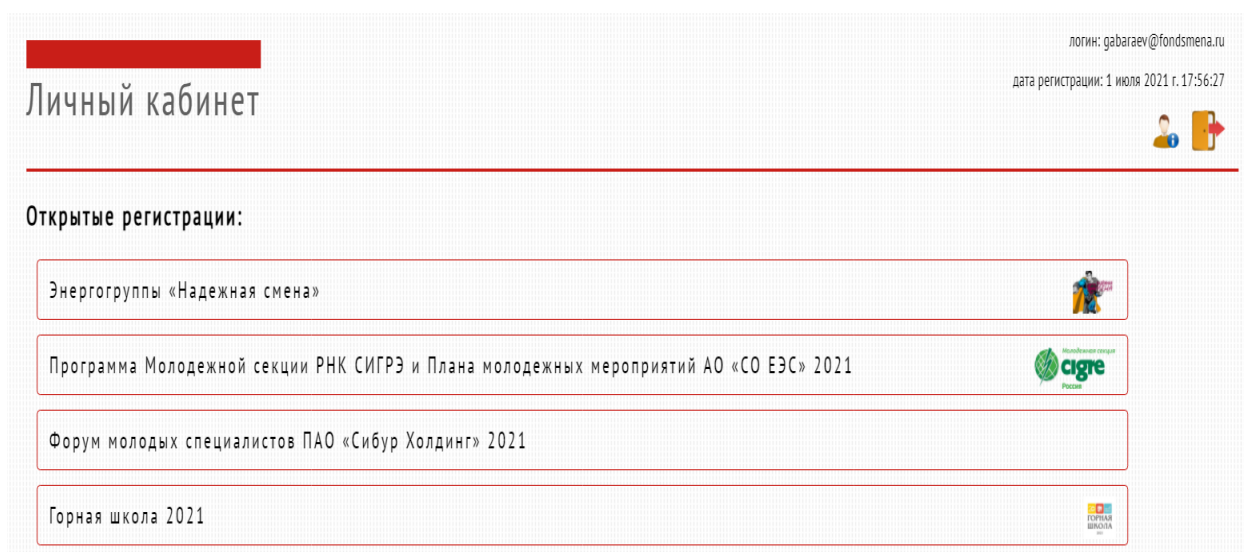 логин: gabaraev@fondsmena.ru
дата регистрации: 1 июля 2021 г. 17:56:27
Личный кабинет
Открытые регистрации:
Энергогруппы «Надежная смена»
Программа Молодежной секции РНК СИГРЭ и Плана молодежных мероприятий АО «СО ЕЭС» 2021
Молодежная секция
cigre
Россия
Форум молодых специалистов ПАО «Сибур Холдинг» 2021
Горная школа 2021
ГОРНАЯ
ШКОЛА